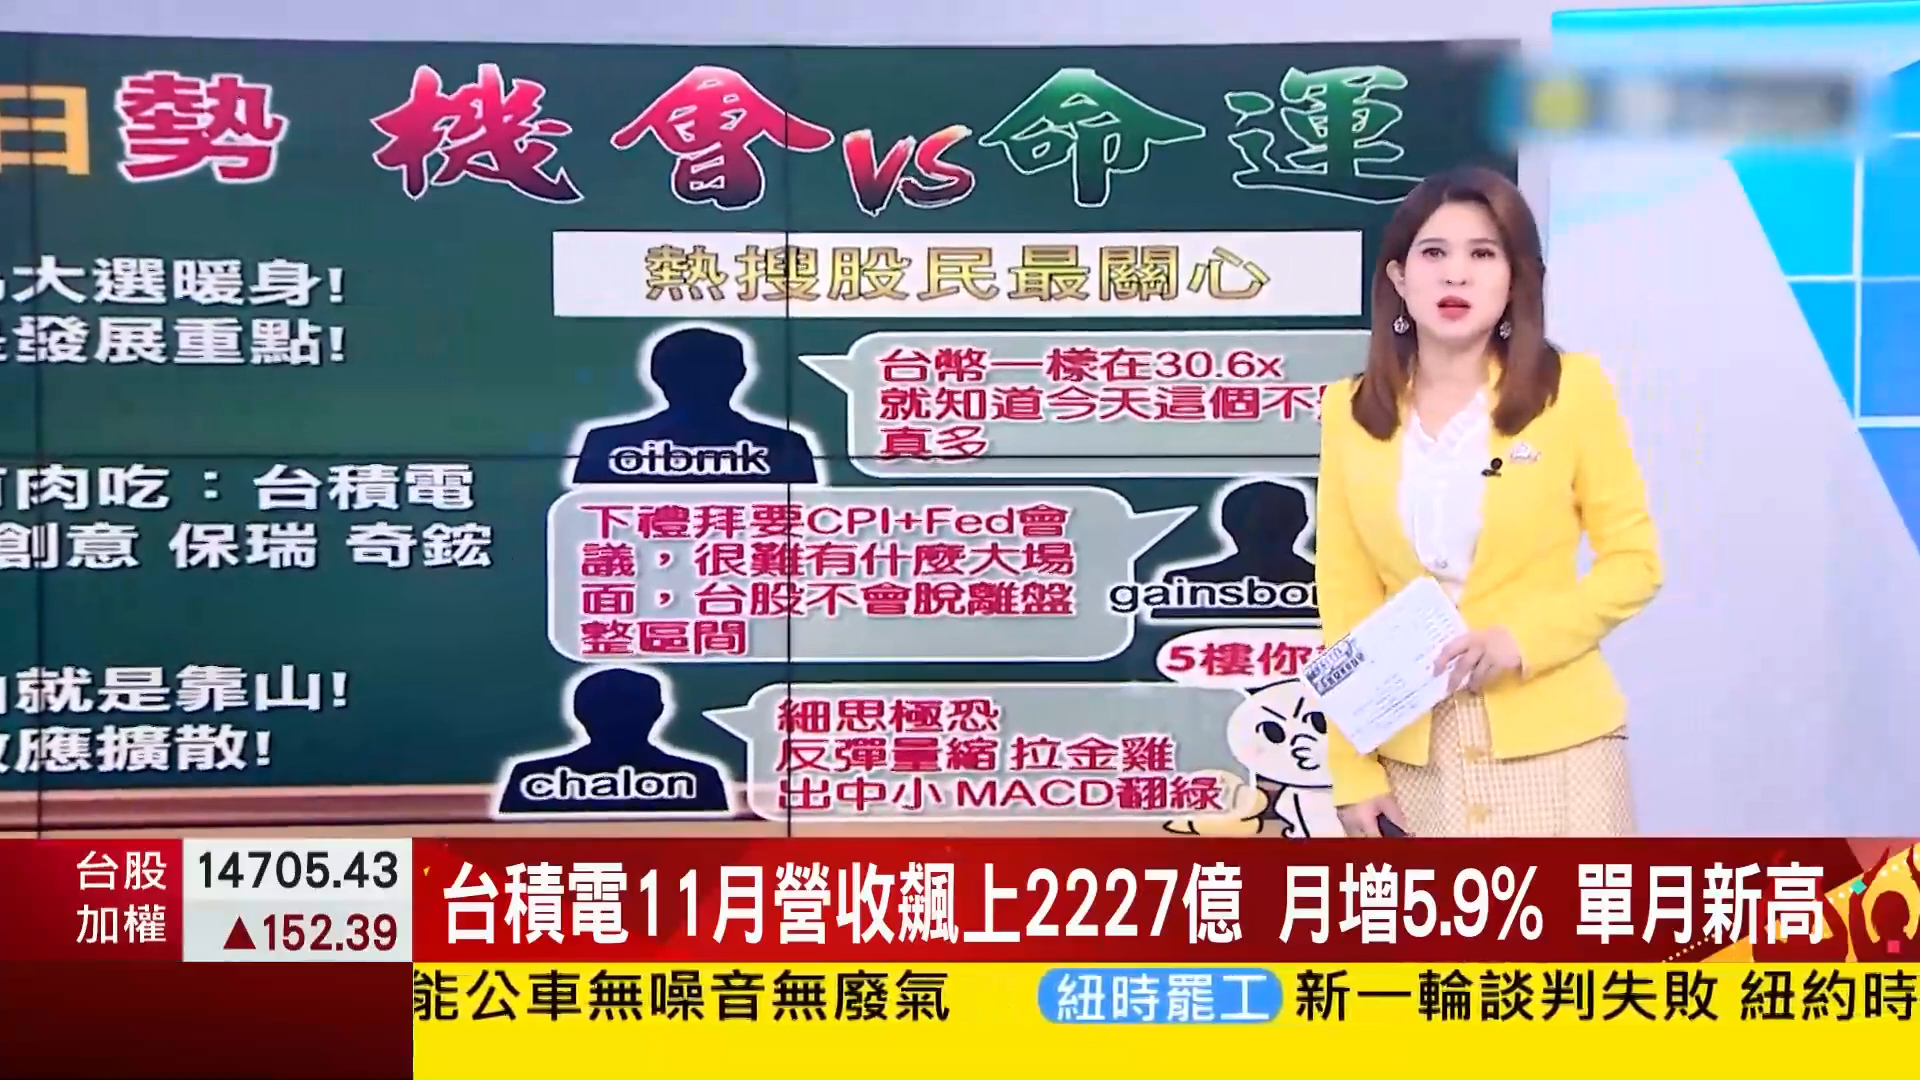 日勢 機會vs命運
大選暖身!
發展重點!
熱搜股民最關心
台幣一樣在30.6x
就知道今天這個不
真多
oibmk
肉吃：台積電
創意 保瑞 奇鋐
下禮拜要CPI+Fed會
議，很難有什麼大場
面，台股不會脫離盤
整區間
gainsbo
5樓你
就是靠山!
應擴散!
細思極恐
反彈量縮 拉金雞
出中小 MACD翻綠
chalon
台股
加權
14705.43
▲152.39
台積電11月營收飆上2227億 月增5.9% 單月新高
能公車無噪音無廢氣
紐時罷工 新一輪談判失敗 紐約時